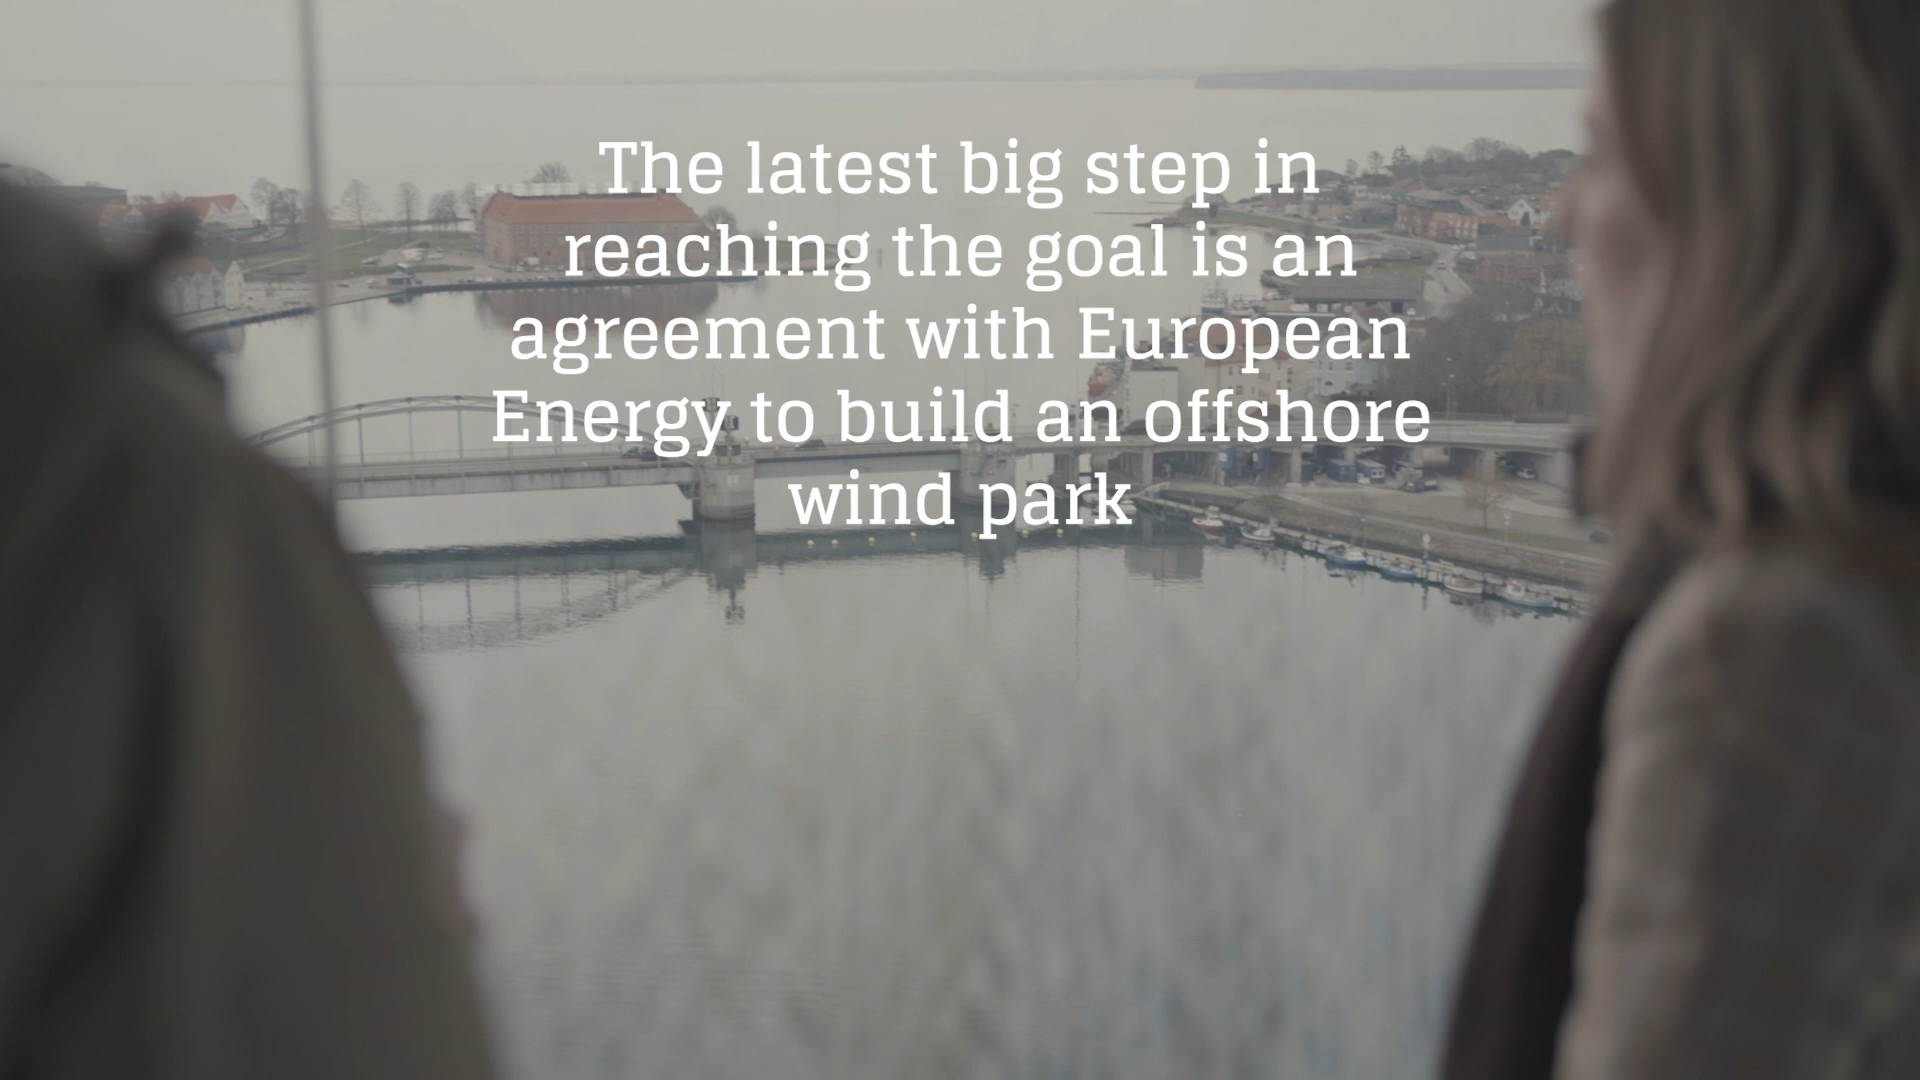 The latest big step in
reaching the goal is an
agreement with European
Energy to build an offshore
wind park